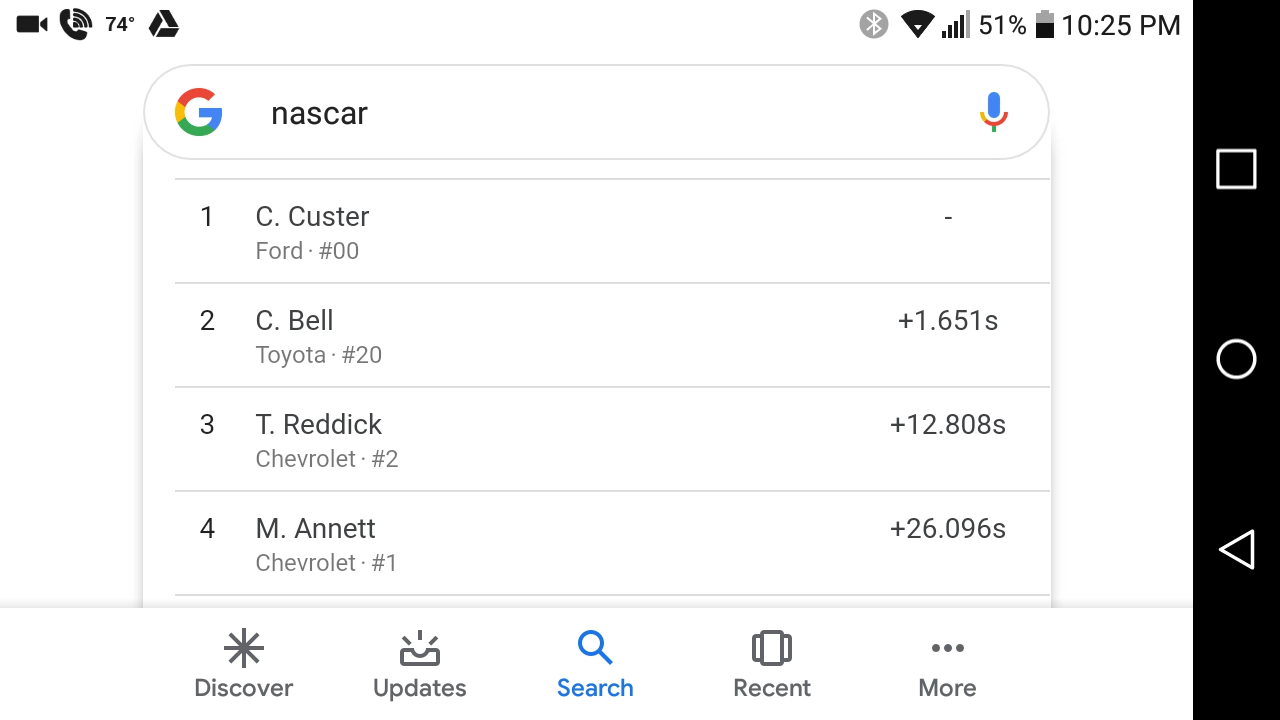 74° 51% 10:25 PM
nascar
1 C. Custer -
Ford · #00
2 C. Bell +1.651s
Toyota · #20
3 T. Reddick +12.808s
Chevrolet · #2
4 M. Annett +26.096s
Chevrolet · #1
Discover Updates Search Recent More